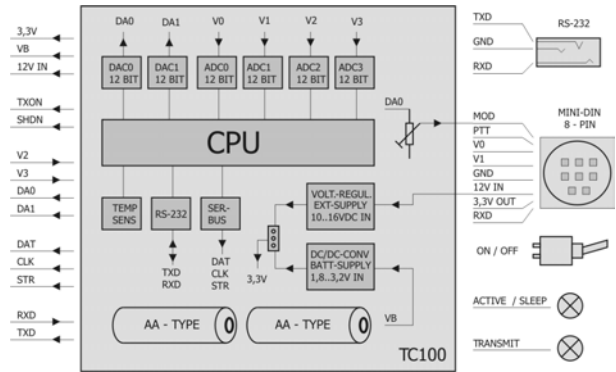 3,3V
VB
12V IN
TXON
SHDN
V2
V3
DA0
DA1
DAT
CLK
STR
RXD
TXD
DA0 DA1 V0 V1 V2 V3
DAC0 DAC1 ADC0 ADC1 ADC2 ADC3
12 BIT 12 BIT 12 BIT 12 BIT 12 BIT 12 BIT
DA0
CPU
TEMP
SENS
RS-232
SER-
BUS
TXD
RXD
DAT
CLK
STR
VOLT.-REGUL
EXT-SUPPLY
10..16VDC IN
DC/DC-CONV
BATT-SUPPLY
1,8..3,2V IN
3,3V
VB
AA - TYPE
AA - TYPE
TC100
TXD
GND
RXD
RS-232
MOD
PTT
V0
V1
GND
12V IN
3,3V OUT
RXD
MINI-DIN
8 - PIN
ON / OFF
ACTIVE / SLEEP
TRANSMIT